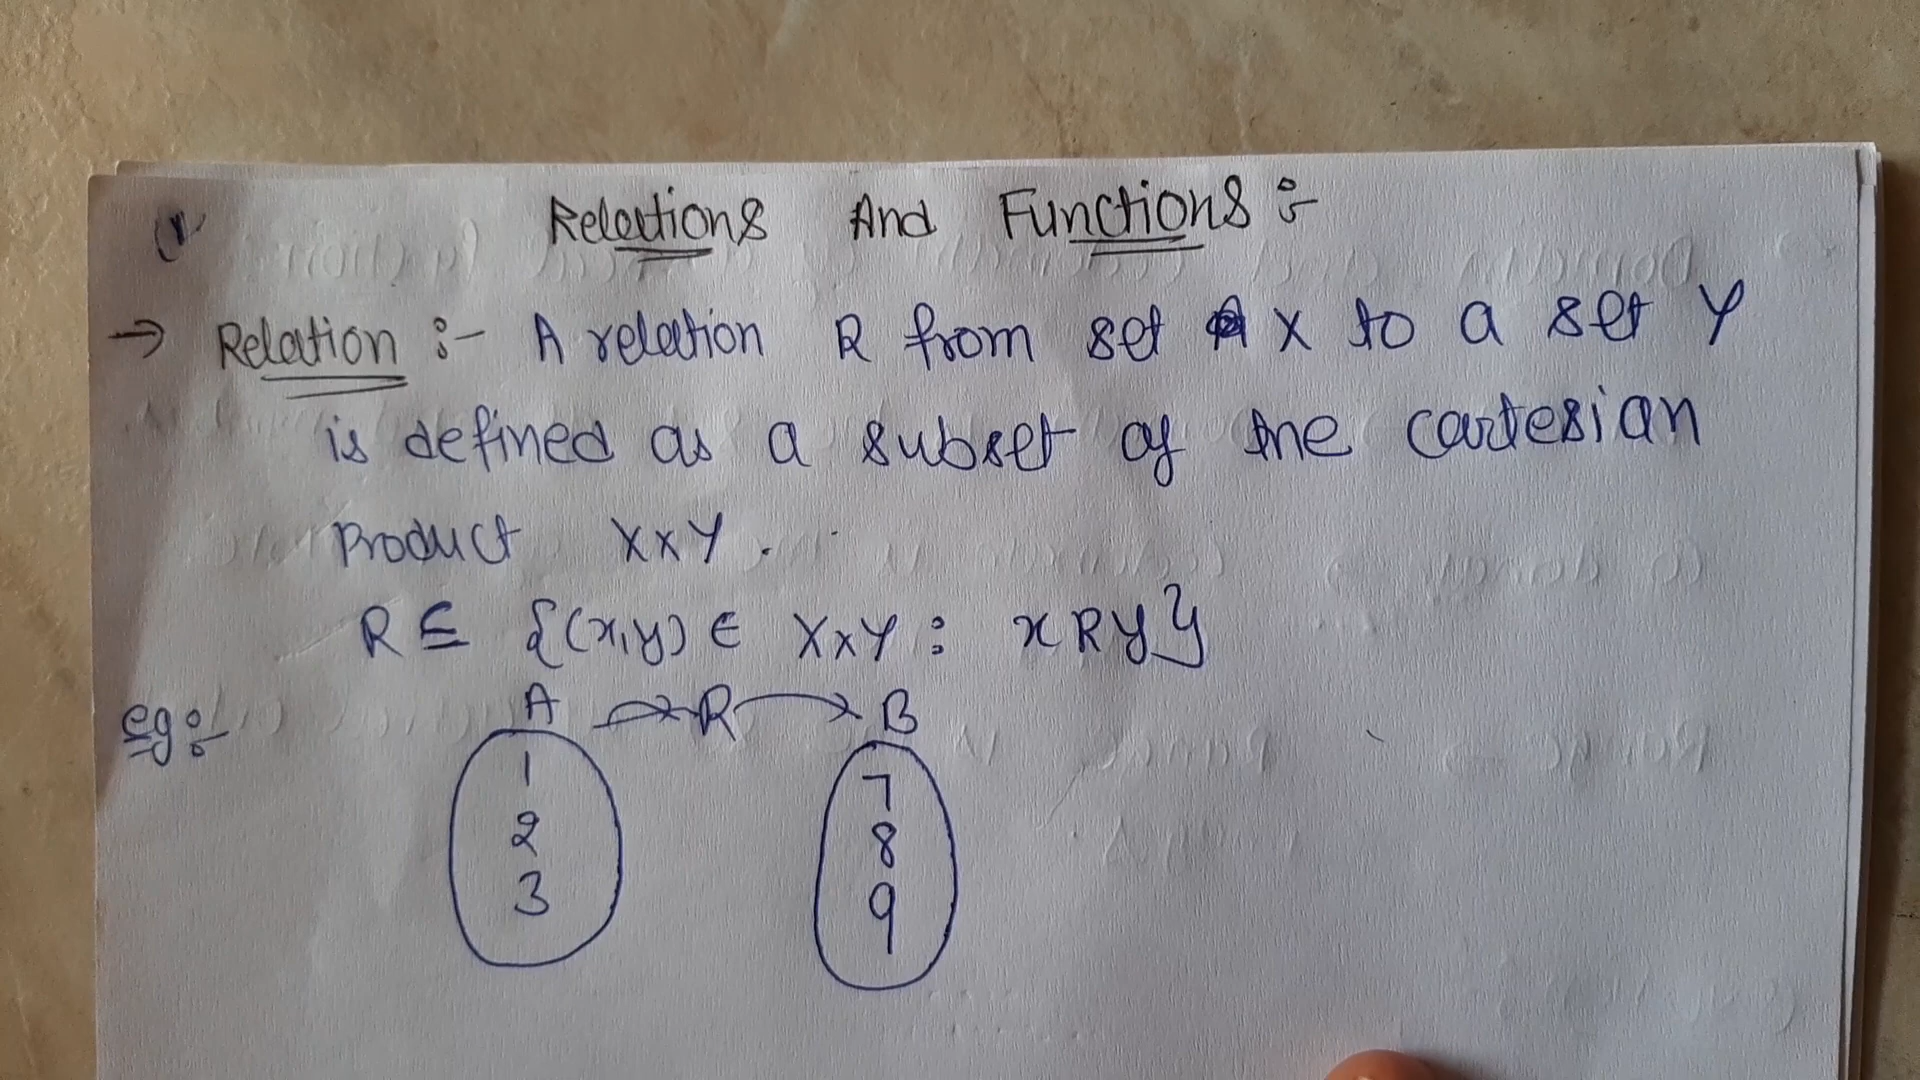 (1)
Relations And Functions :-
→ Relation :- A relation R from set X to a set Y
is defined as a subset of the cartesian
Product X×Y.
R ⊆ {(x,y) ∈ X×Y : x R y}
eg:-
A → R → B
1 7
2 8
3 9